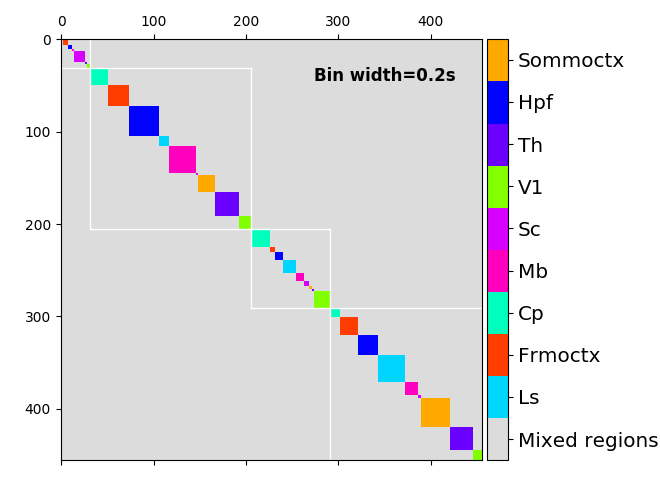 0 100 200 300 400
0
100
200
300
400
Bin width=0.2s
Sommoctx
Hpf
Th
V1
Sc
Mb
Cp
Frmoctx
Ls
Mixed regions